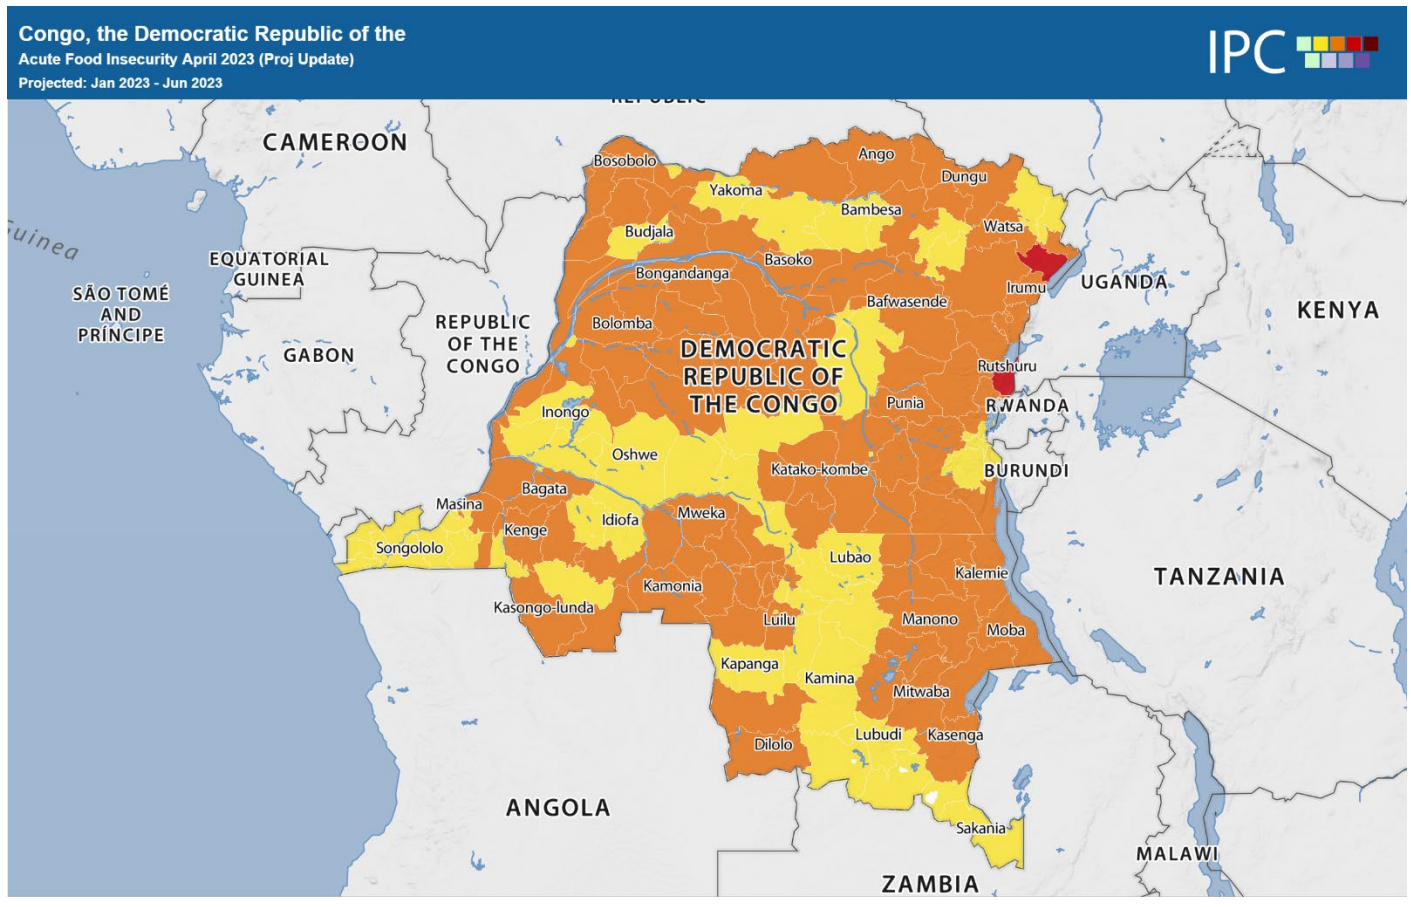 Congo, the Democratic Republic of the
Acute Food Insecurity April 2023 (Proj Update)
Projected: Jan 2023 - Jun 2023
IPC
REPUBLIC
CAMEROON
Bosobolo
Ango
Dungu
Yakoma
Bambesa
Watsa
Budjala
Guinea
EQUATORIAL
GUINEA
Basoko
Bongandanga
Irumu
UGANDA
SÃO TOMÉ
AND
PRÍNCIPE
Bafwasende
KENYA
REPUBLIC
OF THE
CONGO
Bolomba
GABON
DEMOCRATIC
REPUBLIC OF
THE CONGO
Rutshuru
Inongo
Punia
RWANDA
Oshwe
Katako-kombe
BURUNDI
Bagata
Masina
Mweka
Idiofa
Kenge
Songololo
Lubao
Kalemie
TANZANIA
Kamonia
Kasongo-lunda
Luilu
Manono
Moba
Kapanga
Kamina
Mitwaba
Lubudi
Kasenga
Dilolo
ANGOLA
Sakania
MALAWI
ZAMBIA